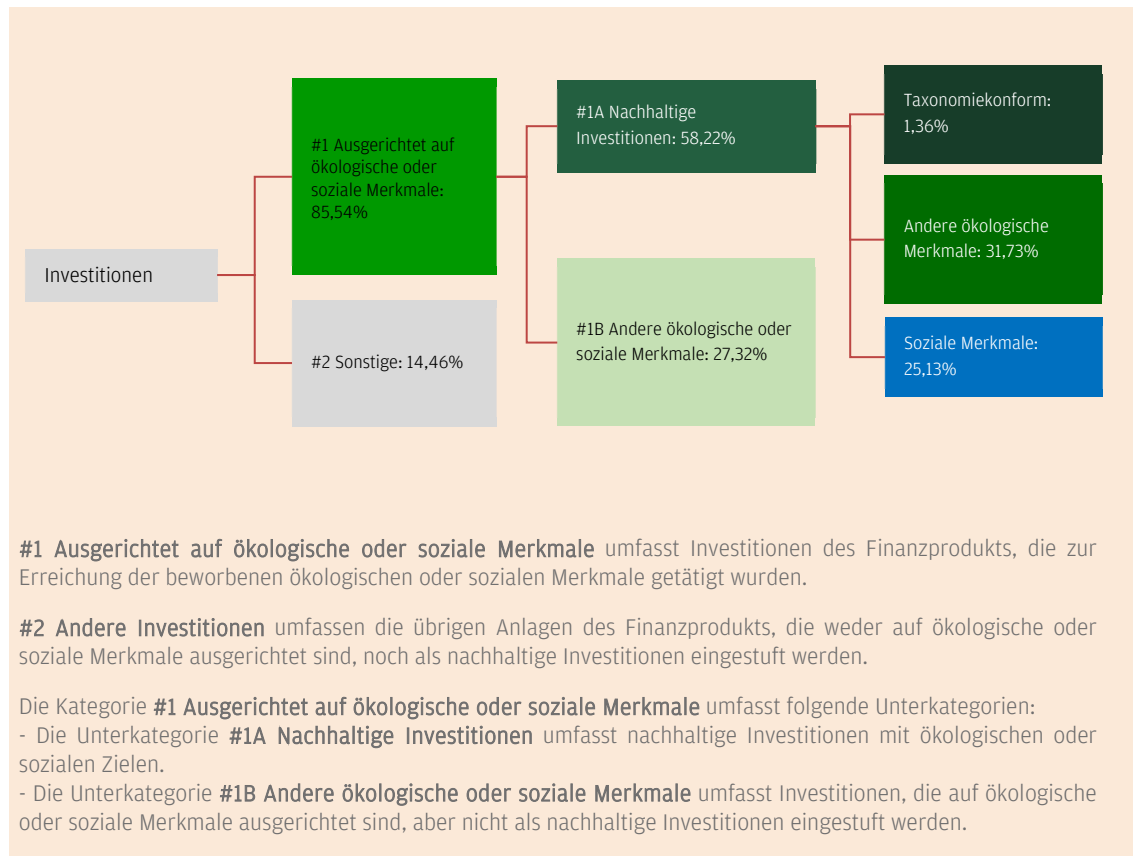 Investitionen
#1 Ausgerichtet auf
ökologische oder
soziale Merkmale:
85,54%
#2 Sonstige: 14,46%
#1A Nachhaltige
Investitionen: 58,22%
#1B Andere ökologische oder
soziale Merkmale: 27,32%
Taxonomiekonform:
1,36%
Andere ökologische
Merkmale: 31,73%
Soziale Merkmale:
25,13%
#1 Ausgerichtet auf ökologische oder soziale Merkmale umfasst Investitionen des Finanzprodukts, die zur
Erreichung der beworbenen ökologischen oder sozialen Merkmale getätigt wurden.
#2 Andere Investitionen umfassen die übrigen Anlagen des Finanzprodukts, die weder auf ökologische oder
soziale Merkmale ausgerichtet sind, noch als nachhaltige Investitionen eingestuft werden.
Die Kategorie #1 Ausgerichtet auf ökologische oder soziale Merkmale umfasst folgende Unterkategorien:
- Die Unterkategorie #1A Nachhaltige Investitionen umfasst nachhaltige Investitionen mit ökologischen oder
sozialen Zielen.
- Die Unterkategorie #1B Andere ökologische oder soziale Merkmale umfasst Investitionen, die auf ökologische
oder soziale Merkmale ausgerichtet sind, aber nicht als nachhaltige Investitionen eingestuft werden.